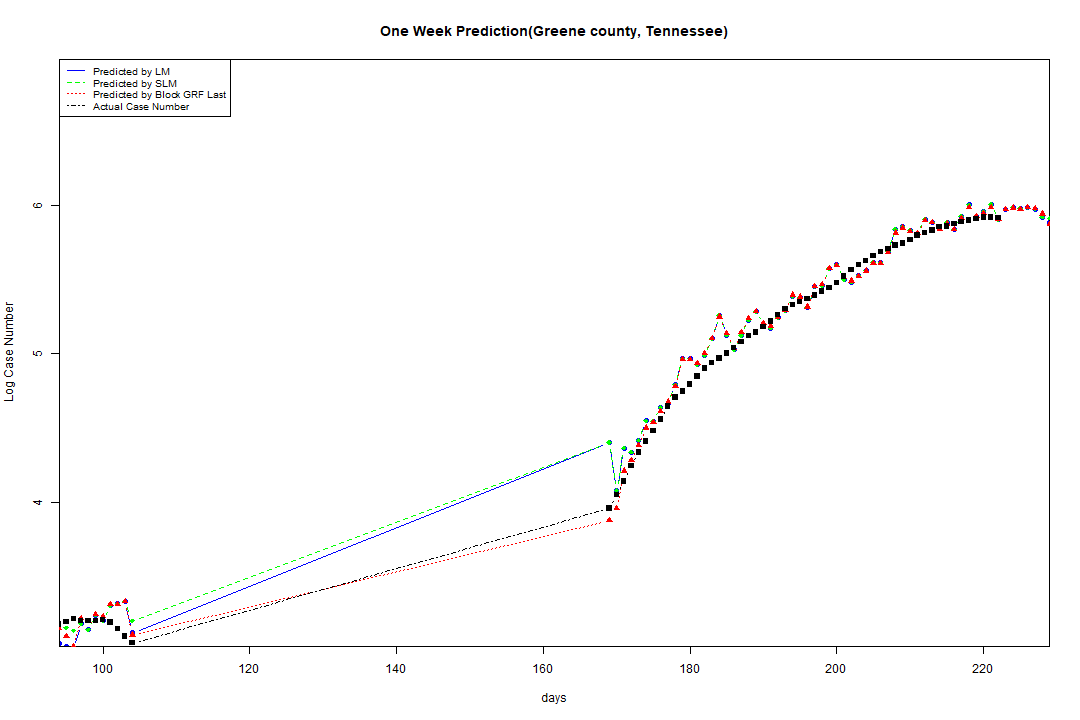 One Week Prediction(Greene county, Tennessee)
Predicted by LM
Predicted by SLM
Predicted by Block GRF Last
Actual Case Number
Log Case Number
6
5
4
100 120 140 160 180 200 220
days